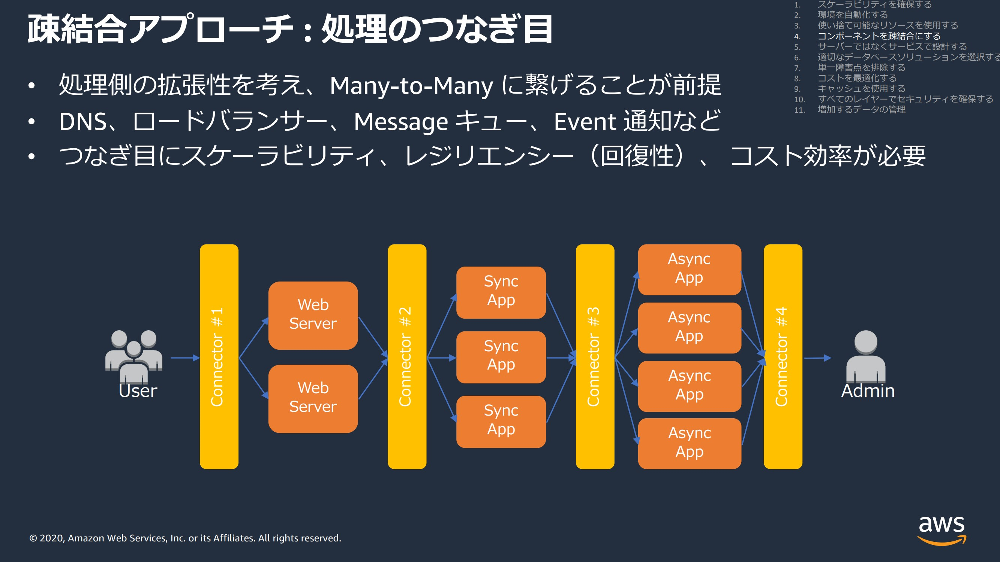 疎結合アプローチ : 処理のつなぎ目
1. スケーラビリティを確保する
2. 環境を自動化する
3. 使い捨て可能なリソースを使用する
4. コンポーネントを疎結合にする
5. サーバーではなくサービスで設計する
6. 適切なデータベースソリューションを選択する
7. 単一障害点を排除する
8. コストを最適化する
9. キャッシュを使用する
10. すべてのレイヤーでセキュリティを確保する
11. 増加するデータの管理
• 処理側の拡張性を考え、Many-to-Many に繋げることが前提
• DNS、ロードバランサー、Message キュー、Event 通知など
• つなぎ目にスケーラビリティ、レジリエンシー（回復性）、 コスト効率が必要
User
Connector #1
Web
Server
Web
Server
Connector #2
Sync
App
Sync
App
Sync
App
Connector #3
Async
App
Async
App
Async
App
Async
App
Connector #4
Admin
© 2020, Amazon Web Services, Inc. or its Affiliates. All rights reserved.
aws